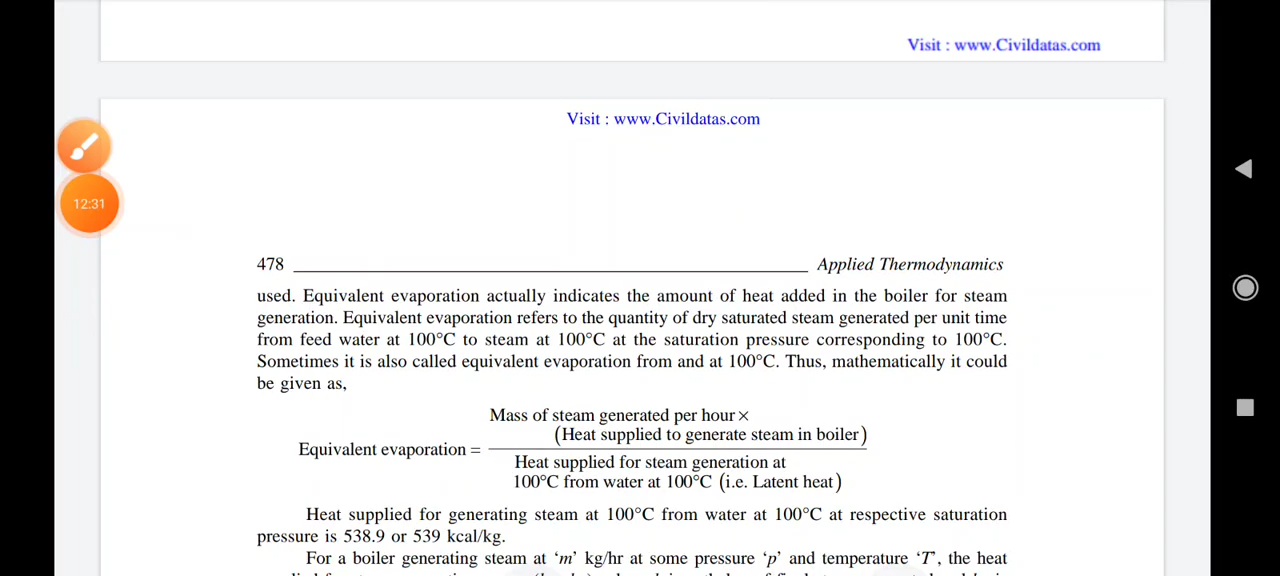 Visit : www.Civildatas.com
Visit : www.Civildatas.com
12:31
478 Applied Thermodynamics
used. Equivalent evaporation actually indicates the amount of heat added in the boiler for steam
generation. Equivalent evaporation refers to the quantity of dry saturated steam generated per unit time
from feed water at 100°C to steam at 100°C at the saturation pressure corresponding to 100°C.
Sometimes it is also called equivalent evaporation from and at 100°C. Thus, mathematically it could
be given as,
Mass of steam generated per hour ×
(Heat supplied to generate steam in boiler)
Equivalent evaporation =
Heat supplied for steam generation at
100°C from water at 100°C (i.e. Latent heat)
Heat supplied for generating steam at 100°C from water at 100°C at respective saturation
pressure is 538.9 or 539 kcal/kg.
For a boiler generating steam at ‘m’ kg/hr at some pressure ‘p’ and temperature ‘T’, the heat